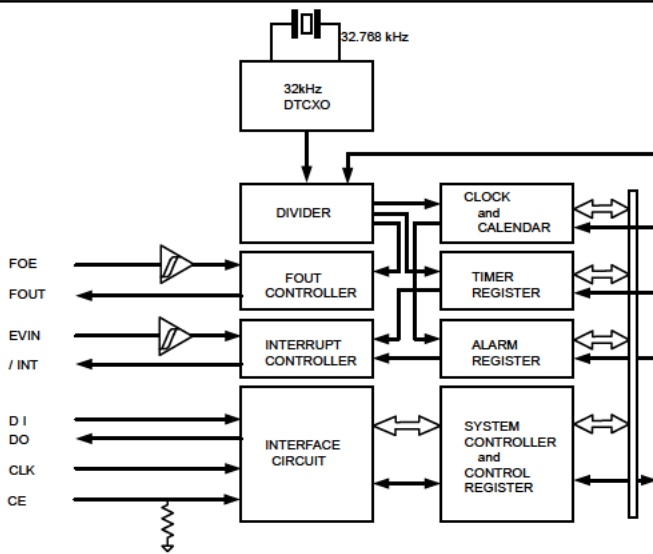 32.768 kHz
32kHz
DTCXO
DIVIDER
CLOCK
and
CALENDAR
FOE
FOUT
FOUT
CONTROLLER
TIMER
REGISTER
EVIN
/ INT
INTERRUPT
CONTROLLER
ALARM
REGISTER
D I
DO
CLK
CE
INTERFACE
CIRCUIT
SYSTEM
CONTROLLER
and
CONTROL
REGISTER